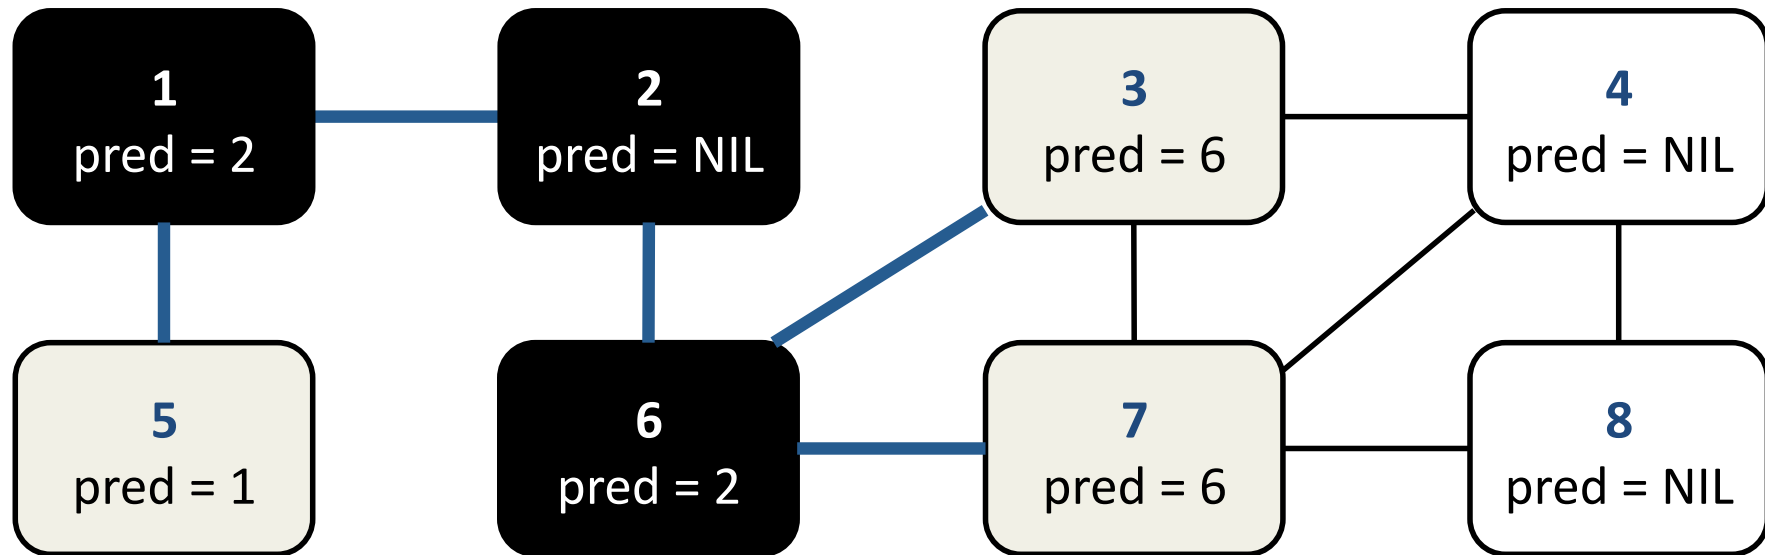 1
pred = 2
2
pred = NIL
3
pred = 6
4
pred = NIL
5
pred = 1
6
pred = 2
7
pred = 6
8
pred = NIL